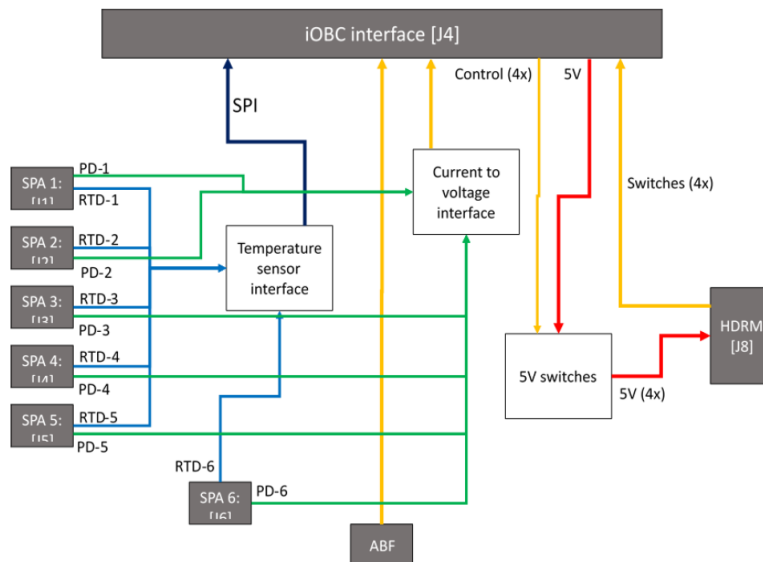 iOBC interface [J4]
Control (4x)
5V
SPI
PD-1
SPA 1:
RTD-1
Current to
voltage
interface
Switches (4x)
SPA 2:
RTD-2
PD-2
Temperature
sensor
interface
SPA 3:
RTD-3
PD-3
HDRM
[J8]
SPA 4:
RTD-4
PD-4
5V switches
5V (4x)
SPA 5:
RTD-5
PD-5
RTD-6
SPA 6:
PD-6
ABF